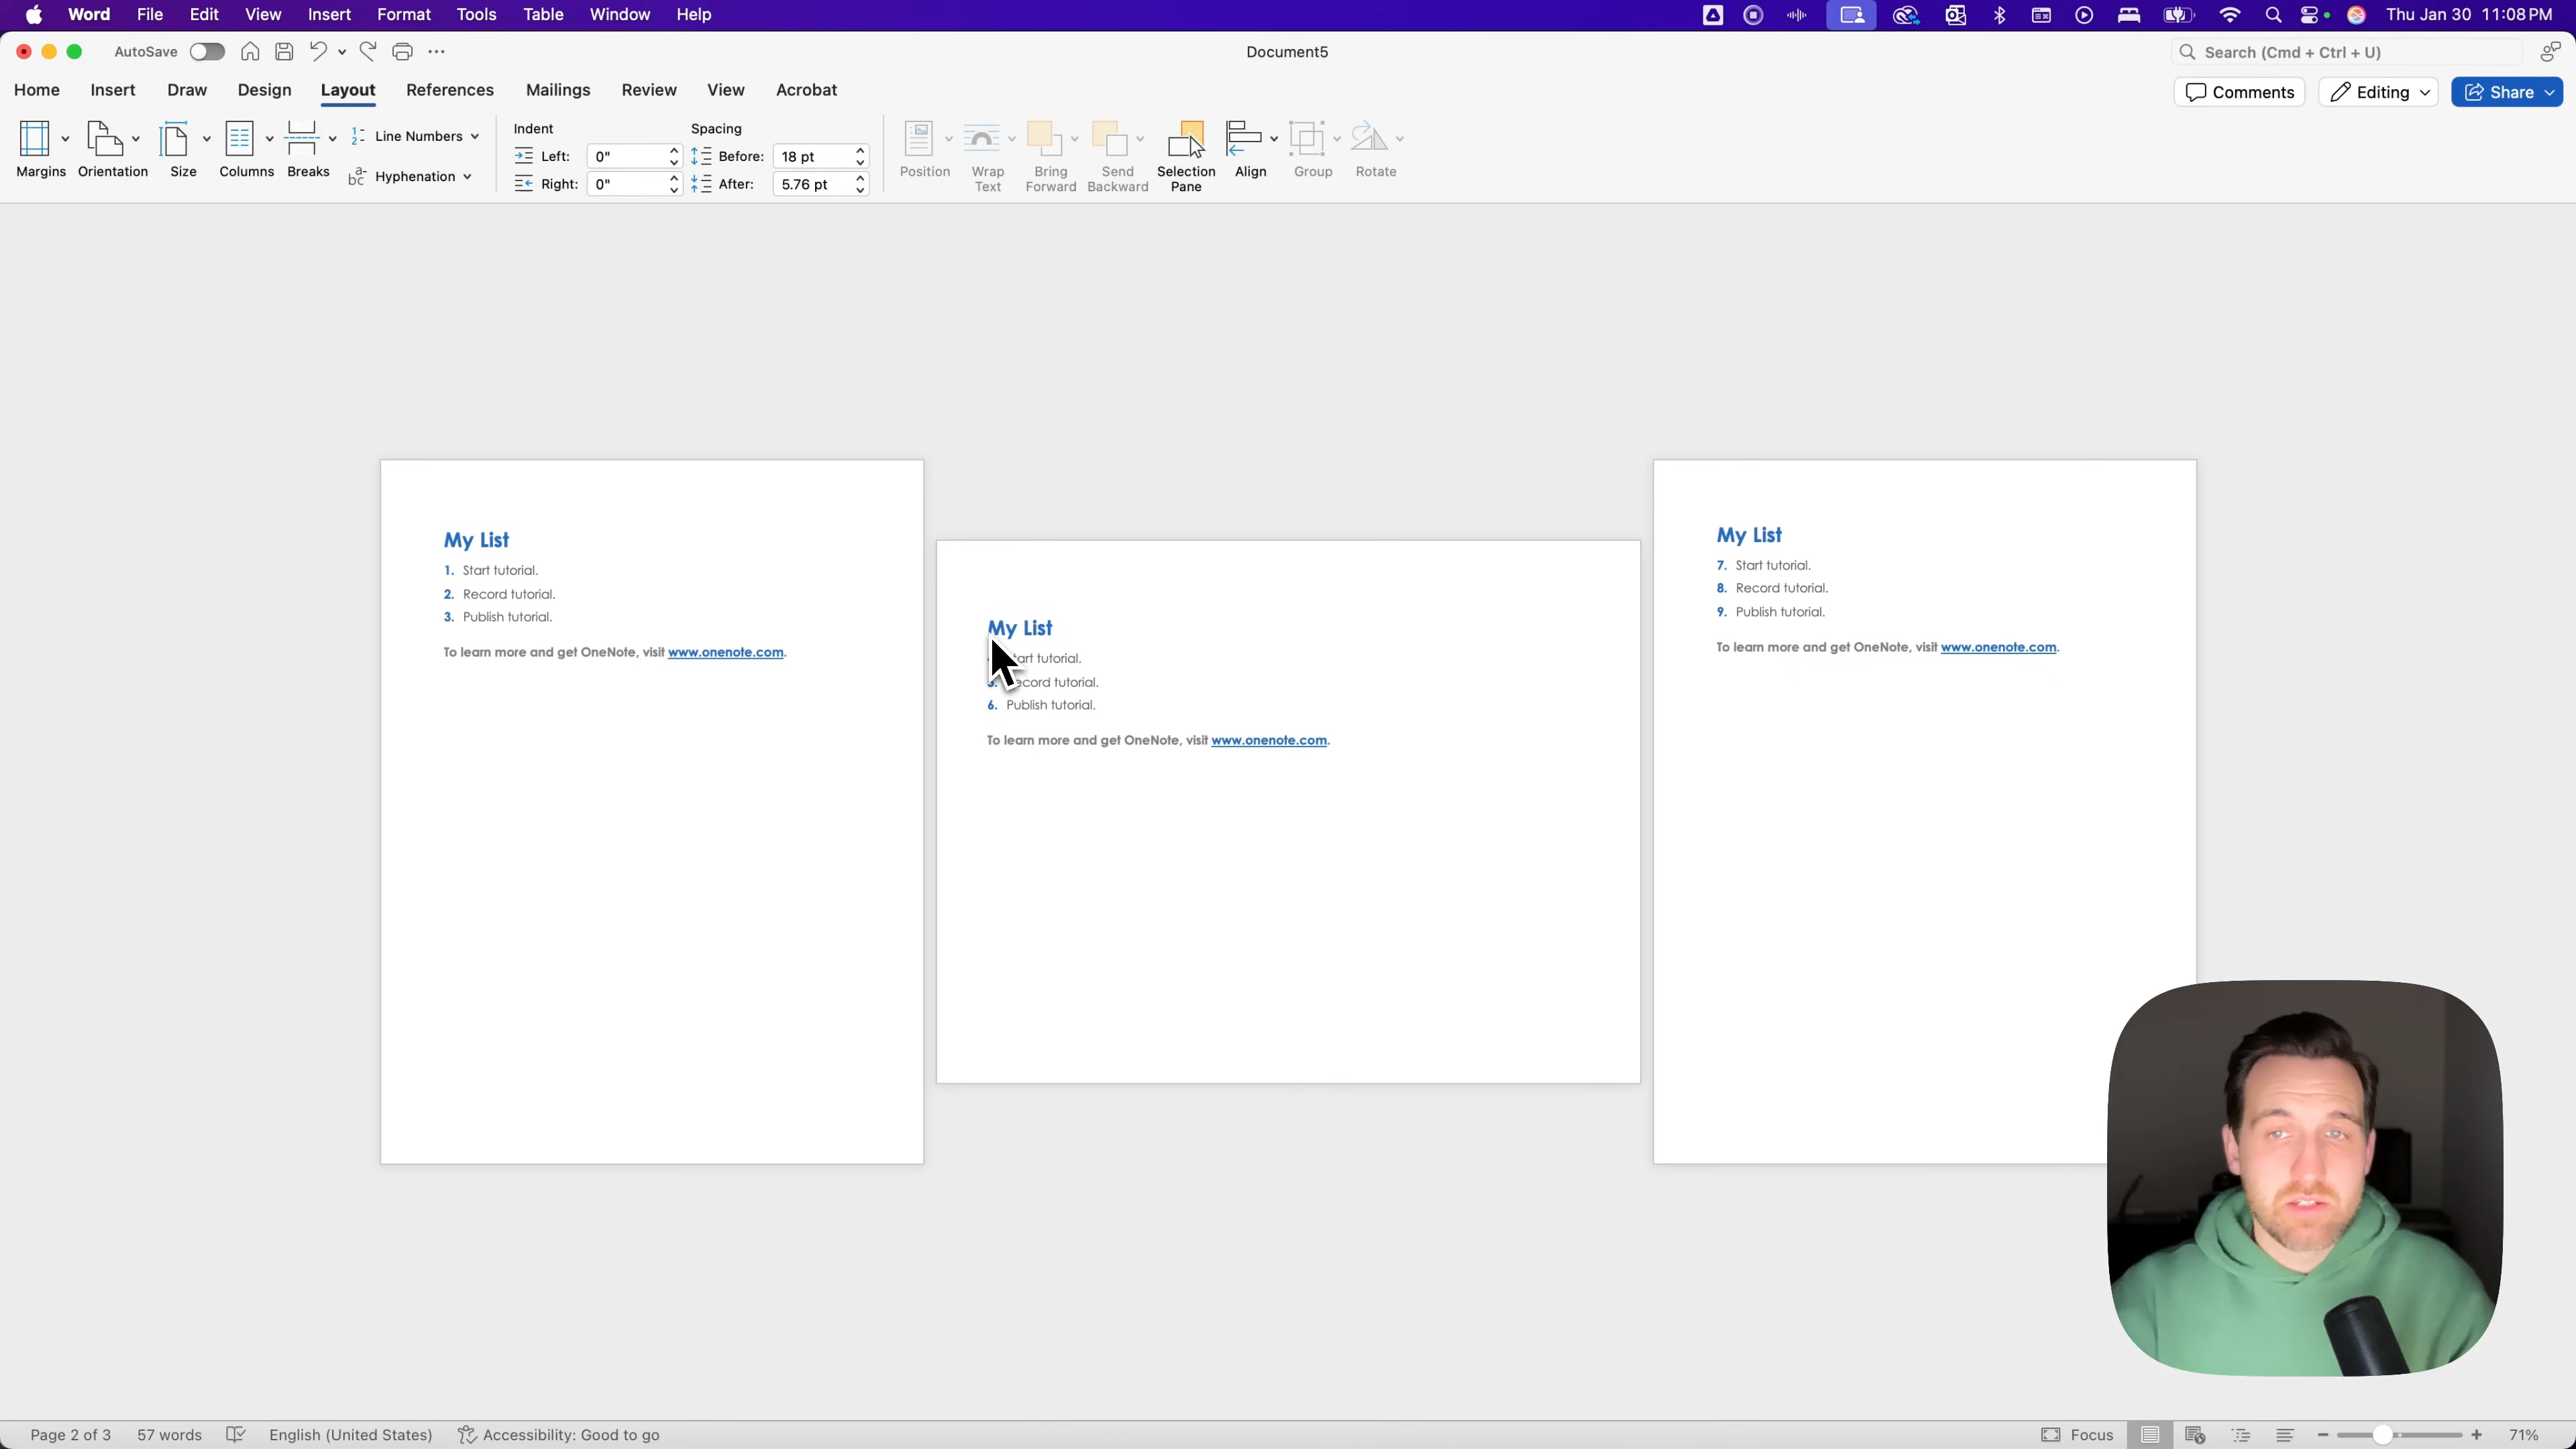 Word File Edit View Insert Format Tools Table Window Help Thu Jan 30 11:08 PM
AutoSave Document5 Search (Cmd + Ctrl + U)
Home Insert Draw Design Layout References Mailings Review View Acrobat Comments Editing Share
Margins Orientation Size Columns Breaks
Line Numbers
Hyphenation
Indent
Left: 0"
Right: 0"
Spacing
Before: 18 pt
After: 5.76 pt
Position
Wrap
Text
Bring
Forward
Send
Backward
Selection
Pane
Align
Group
Rotate
My List
1. Start tutorial.
2. Record tutorial.
3. Publish tutorial.
To learn more and get OneNote, visit www.onenote.com.
My List
tart tutorial.
ecord tutorial.
6. Publish tutorial.
To learn more and get OneNote, visit www.onenote.com.
My List
7. Start tutorial.
8. Record tutorial.
9. Publish tutorial.
To learn more and get OneNote, visit www.onenote.com.
Page 2 of 3 57 words English (United States) Accessibility: Good to go Focus 71%